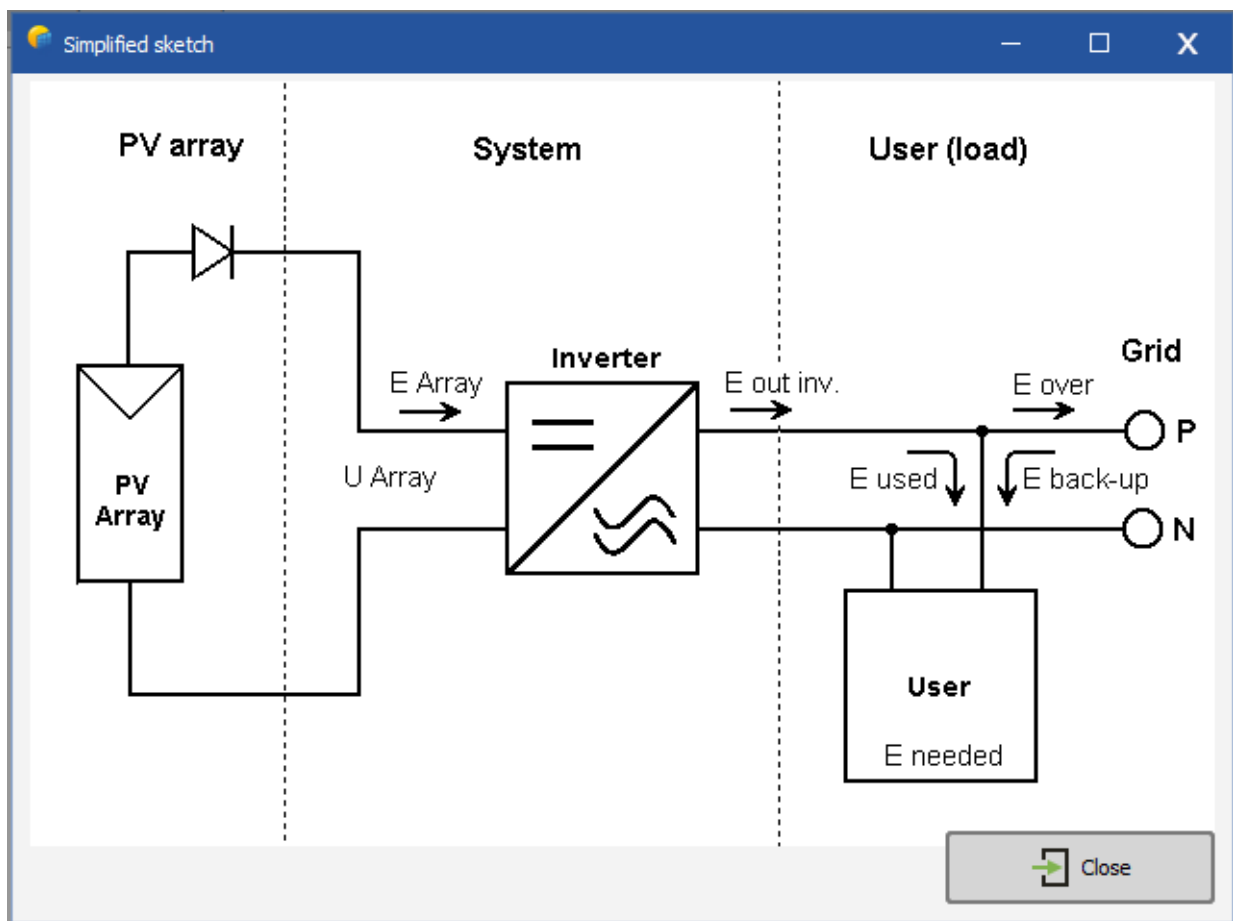 Simplified sketch
PV array
System
User (load)
Inverter
Grid
E Array
E out inv.
E over
P
U Array
E used
E back-up
PV
Array
N
User
E needed
Close